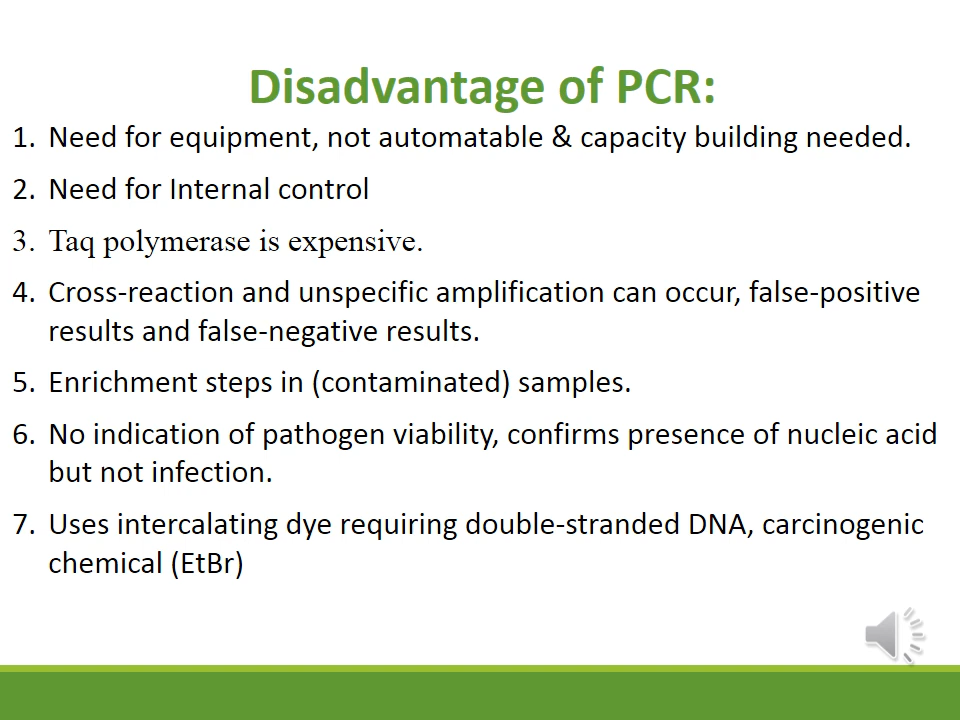 Disadvantage of PCR:
1. Need for equipment, not automatable & capacity building needed.
2. Need for Internal control
3. Taq polymerase is expensive.
4. Cross-reaction and unspecific amplification can occur, false-positive
results and false-negative results.
5. Enrichment steps in (contaminated) samples.
6. No indication of pathogen viability, confirms presence of nucleic acid
but not infection.
7. Uses intercalating dye requiring double-stranded DNA, carcinogenic
chemical (EtBr)